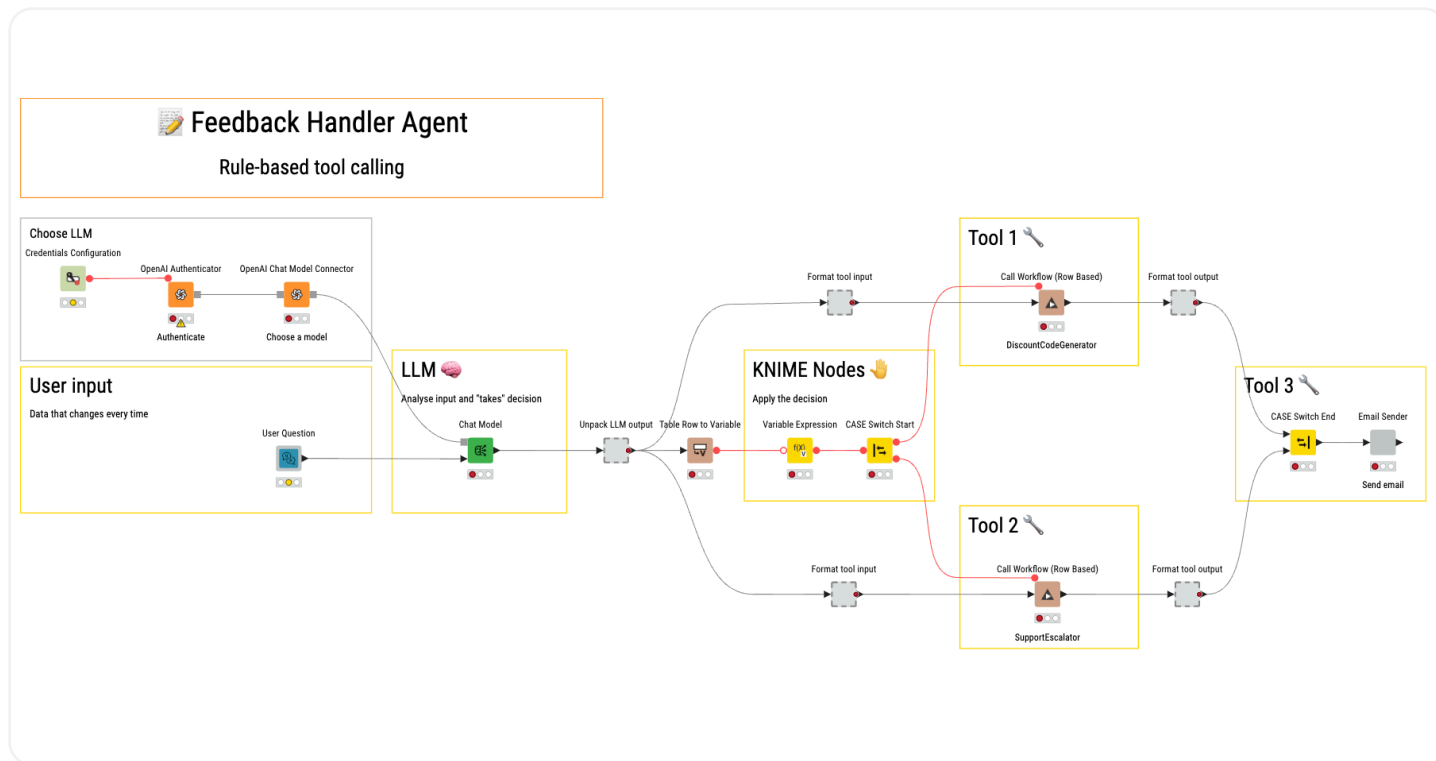 📝 Feedback Handler Agent
Rule-based tool calling
Choose LLM
Credentials Configuration
OpenAI Authenticator
OpenAI Chat Model Connector
Authenticate
Choose a model
User input
Data that changes every time
User Question
LLM 🧠
Analyse input and "takes" decision
Chat Model
Unpack LLM output
Table Row to Variable
KNIME Nodes 🤚
Apply the decision
Variable Expression
CASE Switch Start
Format tool input
Tool 1 🔧
Call Workflow (Row Based)
DiscountCodeGenerator
Format tool output
Format tool input
Tool 2 🔧
Call Workflow (Row Based)
SupportEscalator
Format tool output
Tool 3 🔧
CASE Switch End
Email Sender
Send email